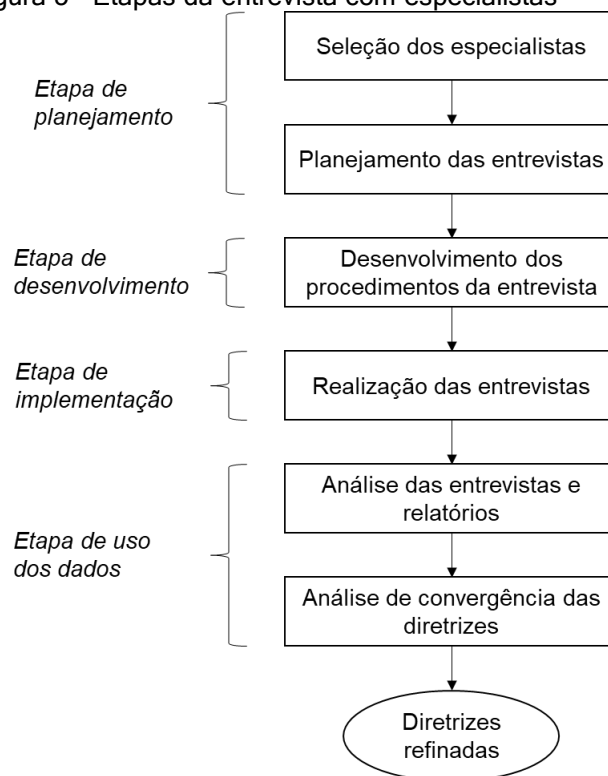 Etapas da entrevista com especialistas
Seleção dos especialistas
Etapa de
planejamento
Planejamento das entrevistas
Etapa de
desenvolvimento
Desenvolvimento dos
procedimentos da entrevista
Etapa de
implementação
Realização das entrevistas
Análise das entrevistas e
relatórios
Etapa de uso
dos dados
Análise de convergência das
diretrizes
Diretrizes
refinadas